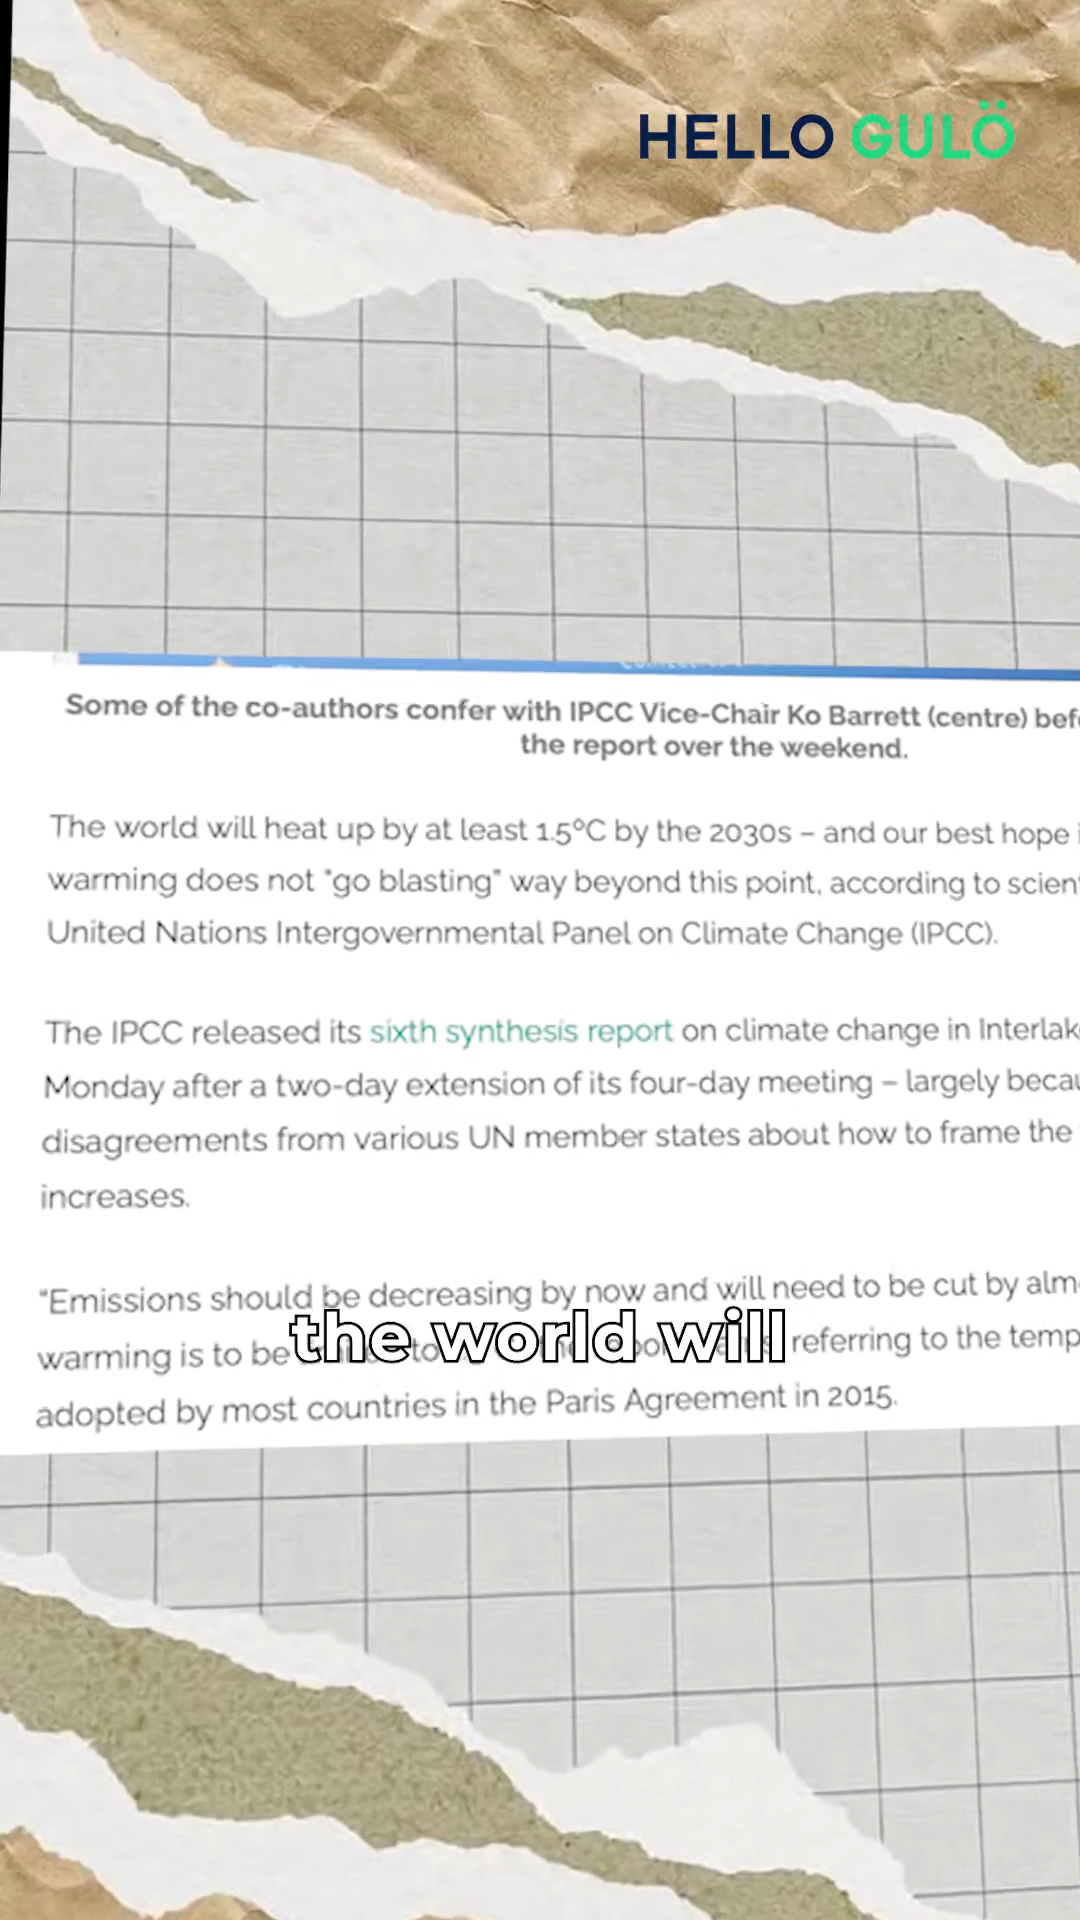 HELLO GULÖ
Some of the co-authors confer with IPCC Vice-Chair Ko Barrett (centre)
the report over the weekend.
The world will heat up by at least 1.5°C by the 2030s – and our best hope
warming does not "go blasting" way beyond this point, according to
United Nations Intergovernmental Panel on Climate Change (IPCC).
The IPCC released its sixth synthesis report on climate change in
Monday after a two-day extension of its four-day meeting – largely
disagreements from various UN member states about how to frame the
increases.
"Emissions should be decreasing by now and will need to be cut by
warming is to be referring to the
the world will
adopted by most countries in the Paris Agreement in 2015.